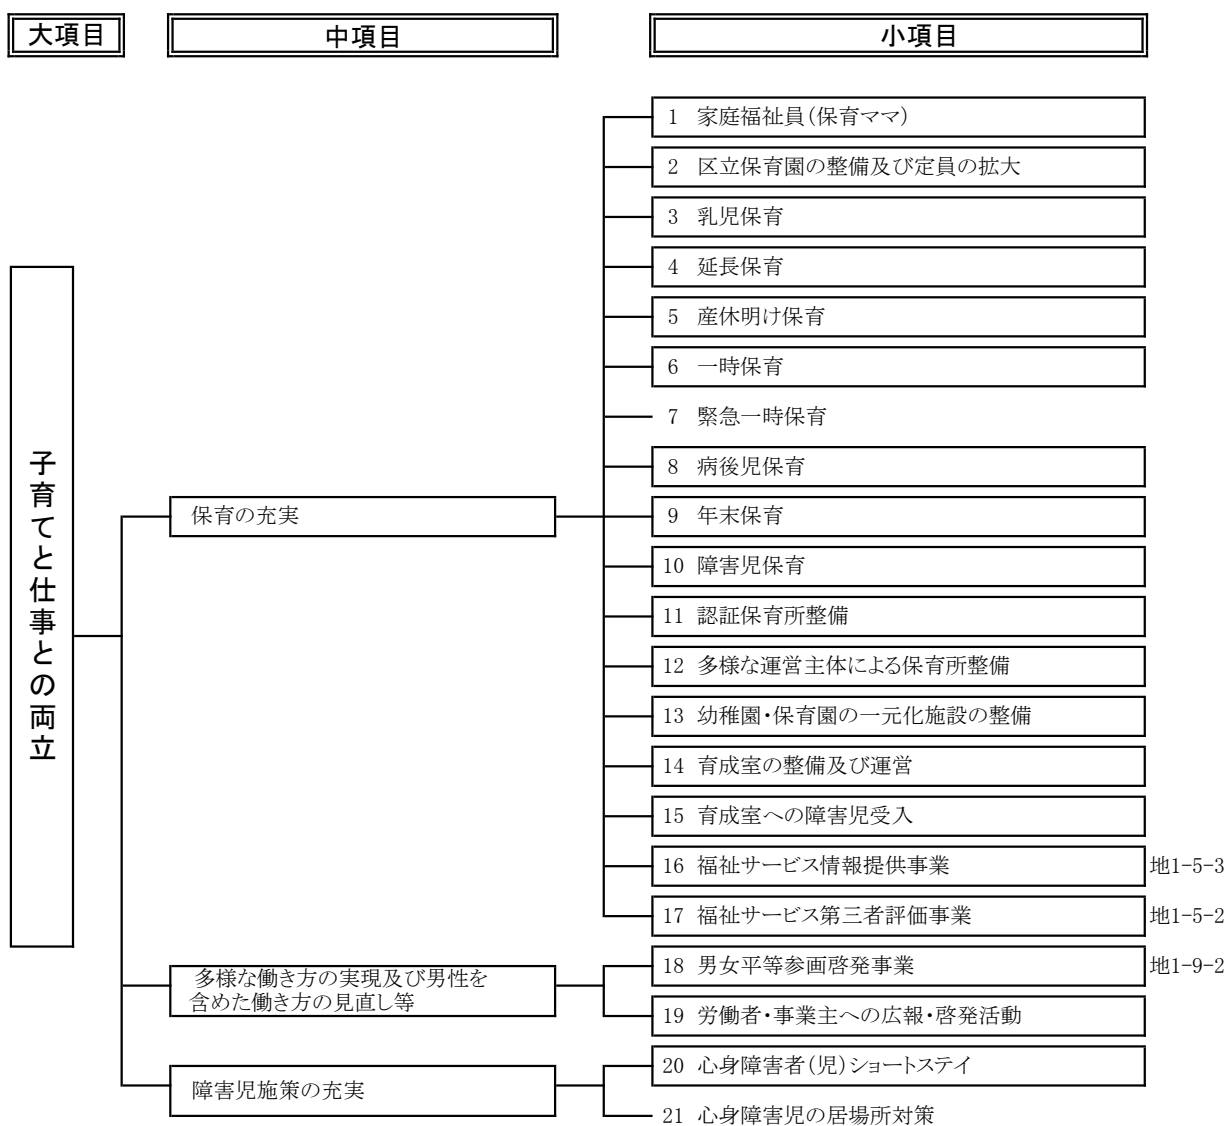 大項目
中項目
小項目
子育てと仕事との両立
保育の充実
1 家庭福祉員(保育ママ)
2 区立保育園の整備及び定員の拡大
3 乳児保育
4 延長保育
5 産休明け保育
6 一時保育
7 緊急一時保育
8 病後児保育
9 年末保育
10 障害児保育
11 認証保育所整備
12 多様な運営主体による保育所整備
13 幼稚園・保育園の一元化施設の整備
14 育成室の整備及び運営
15 育成室への障害児受入
16 福祉サービス情報提供事業 地1-5-3
17 福祉サービス第三者評価事業 地1-5-2
多様な働き方の実現及び男性を
含めた働き方の見直し等
18 男女平等参画啓発事業 地1-9-2
19 労働者・事業主への広報・啓発活動
障害児施策の充実
20 心身障害者(児)ショートステイ
21 心身障害児の居場所対策